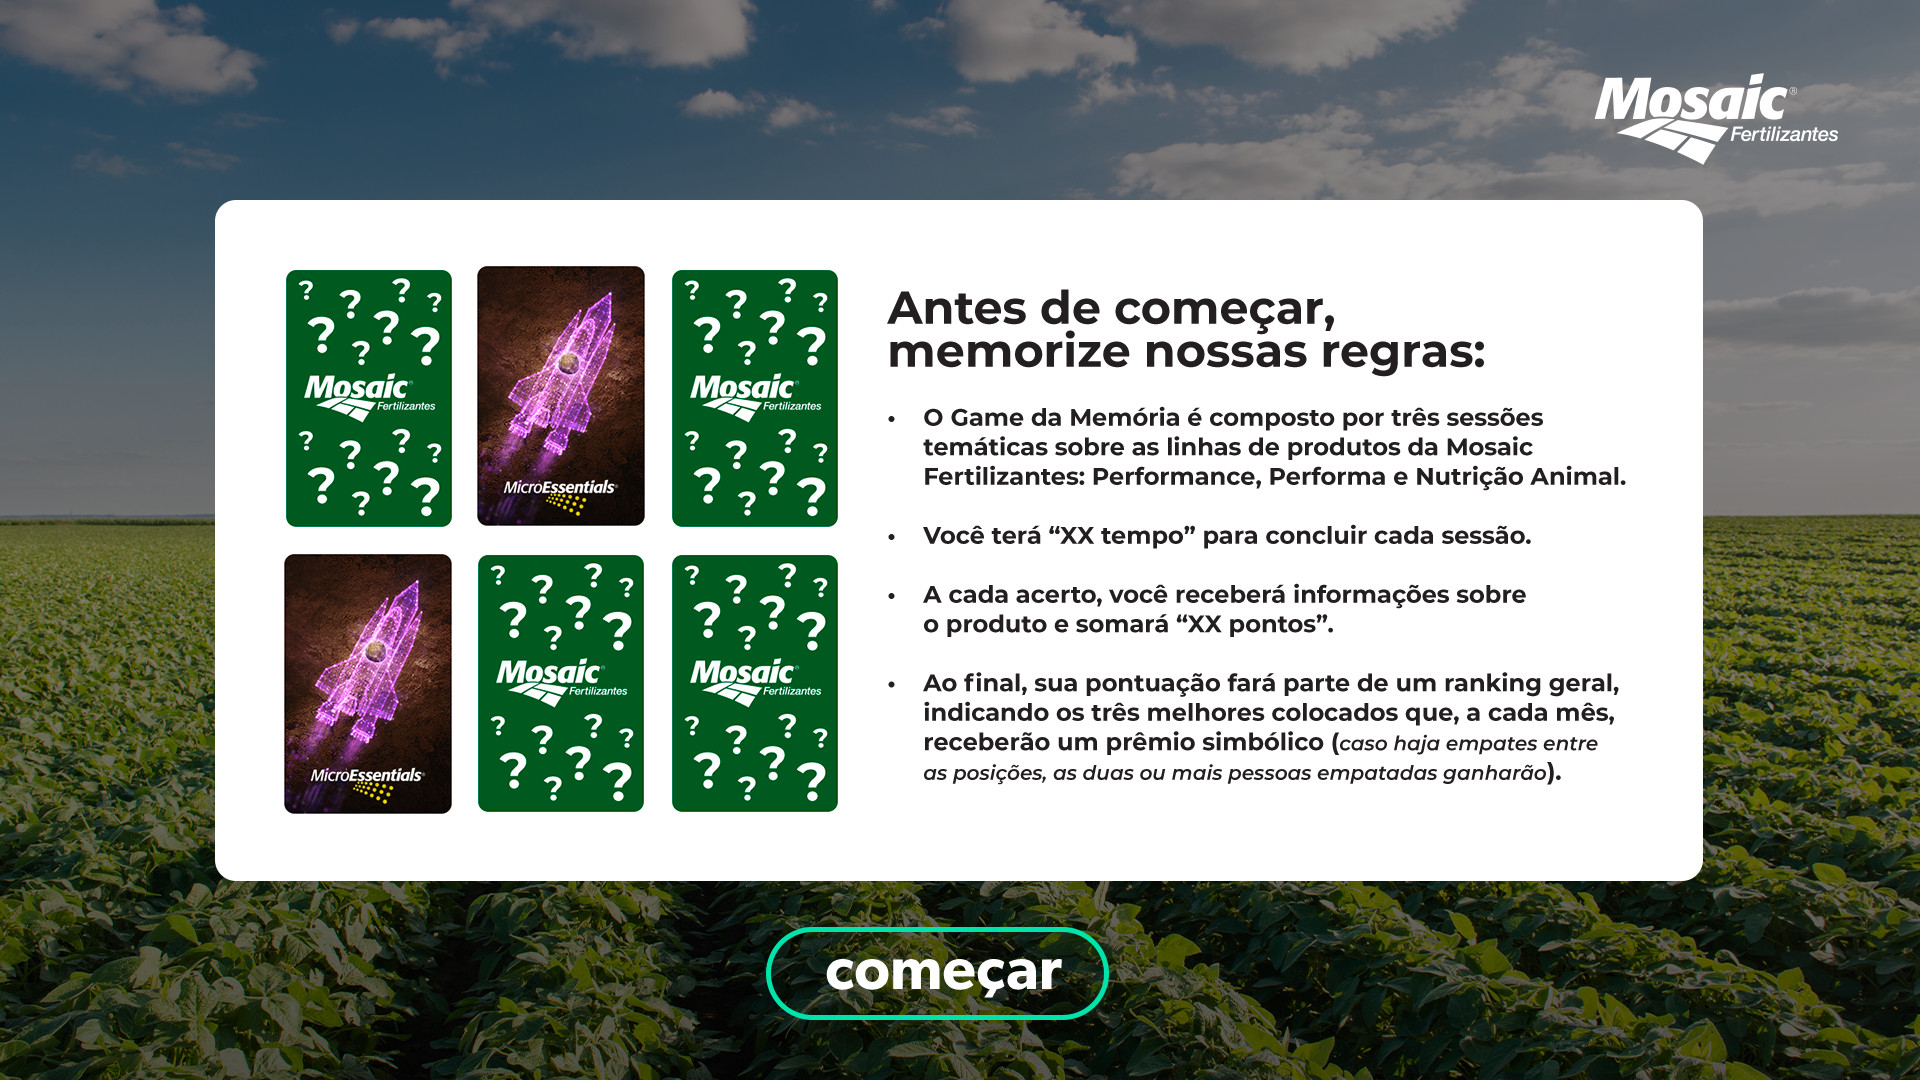 Mosaic®
Fertilizantes
? ? ? ? ? ? ? ?
Mosaic®
Fertilizantes
? ? ? ? ? ? ? ?
MicroEssentials®
? ? ? ? ? ? ? ?
Mosaic®
Fertilizantes
? ? ? ? ? ? ? ?
MicroEssentials®
? ? ? ? ? ? ? ?
Mosaic®
Fertilizantes
? ? ? ? ? ? ? ?
? ? ? ? ? ? ? ?
Mosaic®
Fertilizantes
? ? ? ? ? ? ? ?
Antes de começar,
memorize nossas regras:
• O Game da Memória é composto por três sessões
temáticas sobre as linhas de produtos da Mosaic
Fertilizantes: Performance, Performa e Nutrição Animal.
• Você terá “XX tempo” para concluir cada sessão.
• A cada acerto, você receberá informações sobre
o produto e somará “XX pontos”.
• Ao final, sua pontuação fará parte de um ranking geral,
indicando os três melhores colocados que, a cada mês,
receberão um prêmio simbólico (caso haja empates entre
as posições, as duas ou mais pessoas empatadas ganharão).
começar